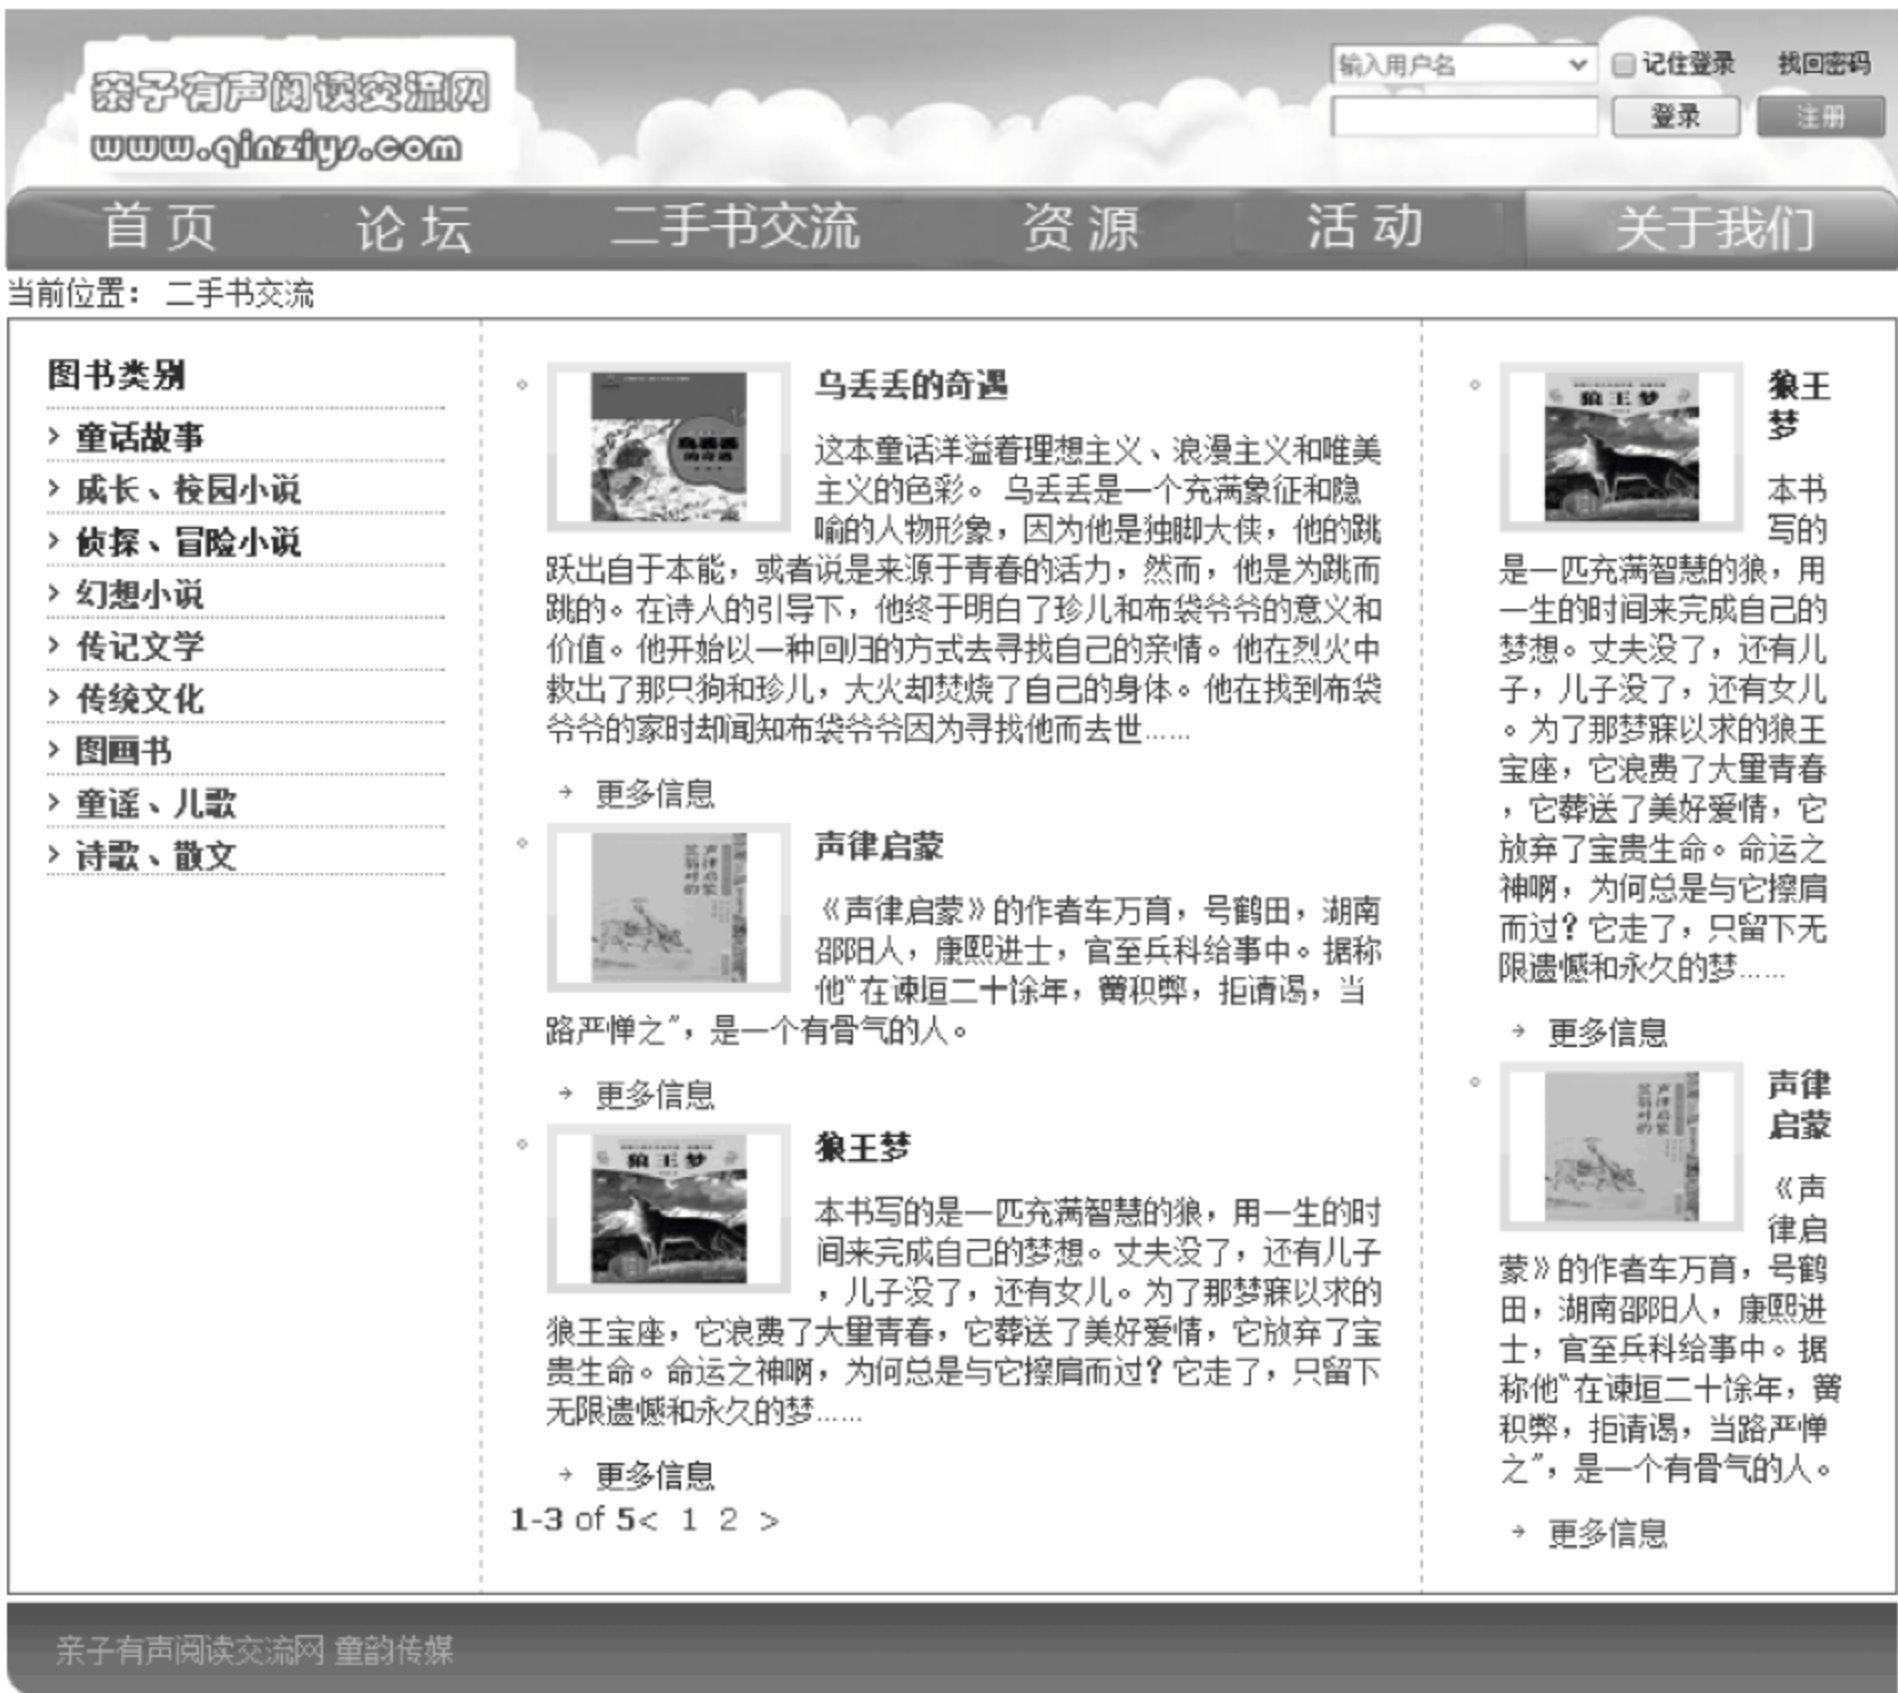 亲子有声阅读交流网
www.qinziys.com
输入用户名
记住登录
找回密码
登录
注册
首 页
论 坛
二手书交流
资 源
活 动
关于我们
当前位置： 二手书交流
图书类别
› 童话故事
› 成长、校园小说
› 侦探、冒险小说
› 幻想小说
› 传记文学
› 传统文化
› 图画书
› 童谣、儿歌
› 诗歌、散文
乌丢丢的奇遇
这本童话洋溢着理想主义、浪漫主义和唯美
主义的色彩。 乌丢丢是一个充满象征和隐
喻的人物形象，因为他是独脚大侠，他的跳
跃出自于本能，或者说是来源于青春的活力，然而，他是为跳而
跳的。在诗人的引导下，他终于明白了珍儿和布袋爷爷的意义和
价值。他开始以一种回归的方式去寻找自己的亲情。他在烈火中
救出了那只狗和珍儿，大火却焚烧了自己的身体。他在找到布袋
爷爷的家时却闻知布袋爷爷因为寻找他而去世……
→ 更多信息
声律启蒙
《声律启蒙》的作者车万育，号鹤田，湖南
邵阳人，康熙进士，官至兵科给事中。据称
他“在谏垣二十馀年，黉积弊，拒请谒，当
路严惮之”，是一个有骨气的人。
→ 更多信息
狼王梦
狼王梦
本书写的是一匹充满智慧的狼，用一生的时
间来完成自己的梦想。丈夫没了，还有儿子
，儿子没了，还有女儿。为了那梦寐以求的
狼王宝座，它浪费了大量青春，它葬送了美好爱情，它放弃了宝
贵生命。命运之神啊，为何总是与它擦肩而过？它走了，只留下
无限遗憾和永久的梦……
→ 更多信息
1-3 of 5< 1 2 >
狼王梦
狼王
梦
本书
写的
是一匹充满智慧的狼，用
一生的时间来完成自己的
梦想。丈夫没了，还有儿
子，儿子没了，还有女儿
。为了那梦寐以求的狼王
宝座，它浪费了大量青春
，它葬送了美好爱情，它
放弃了宝贵生命。命运之
神啊，为何总是与它擦肩
而过？它走了，只留下无
限遗憾和永久的梦……
→ 更多信息
声律
启蒙
《声
律启
蒙》的作者车万育，号鹤
田，湖南邵阳人，康熙进
士，官至兵科给事中。据
称他“在谏垣二十馀年，黉
积弊，拒请谒，当路严惮
之”，是一个有骨气的人。
→ 更多信息
亲子有声阅读交流网 童韵传媒